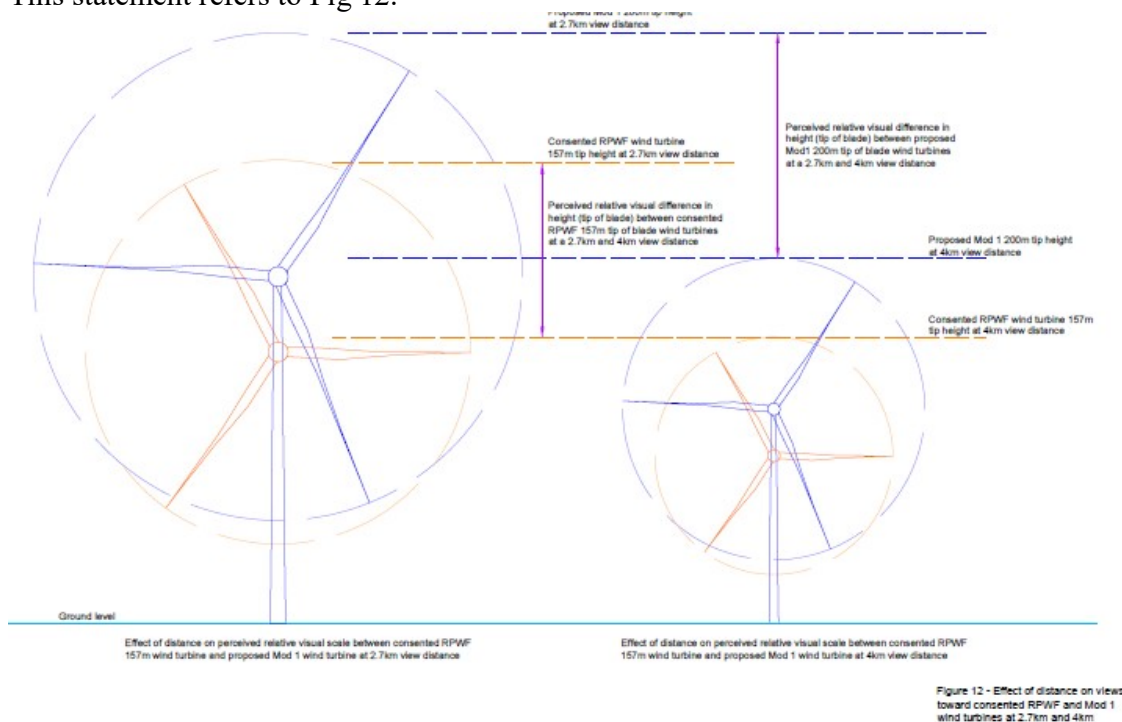 This statement refers to Fig 12.
Proposed Mod 1 200m tip height
at 2.7km view distance
Consented RPWF wind turbine
157m tip height at 2.7km view distance
Perceived relative visual difference in
height (tip of blade) between proposed
Mod1 200m tip of blade wind turbines
at a 2.7km and 4km view distance
Perceived relative visual difference in
height (tip of blade) between consented
RPWF 157m tip of blade wind turbines
at a 2.7km and 4km view distance
Proposed Mod 1 200m tip height
at 4km view distance
Consented RPWF wind turbine 157m
tip height at 4km view distance
Ground level
Effect of distance on perceived relative visual scale between consented RPWF
157m wind turbine and proposed Mod 1 wind turbine at 2.7km view distance
Effect of distance on perceived relative visual scale between consented RPWF
157m wind turbine and proposed Mod 1 wind turbine at 4km view distance
Figure 12 - Effect of distance on views
toward consented RPWF and Mod 1
wind turbines at 2.7km and 4km